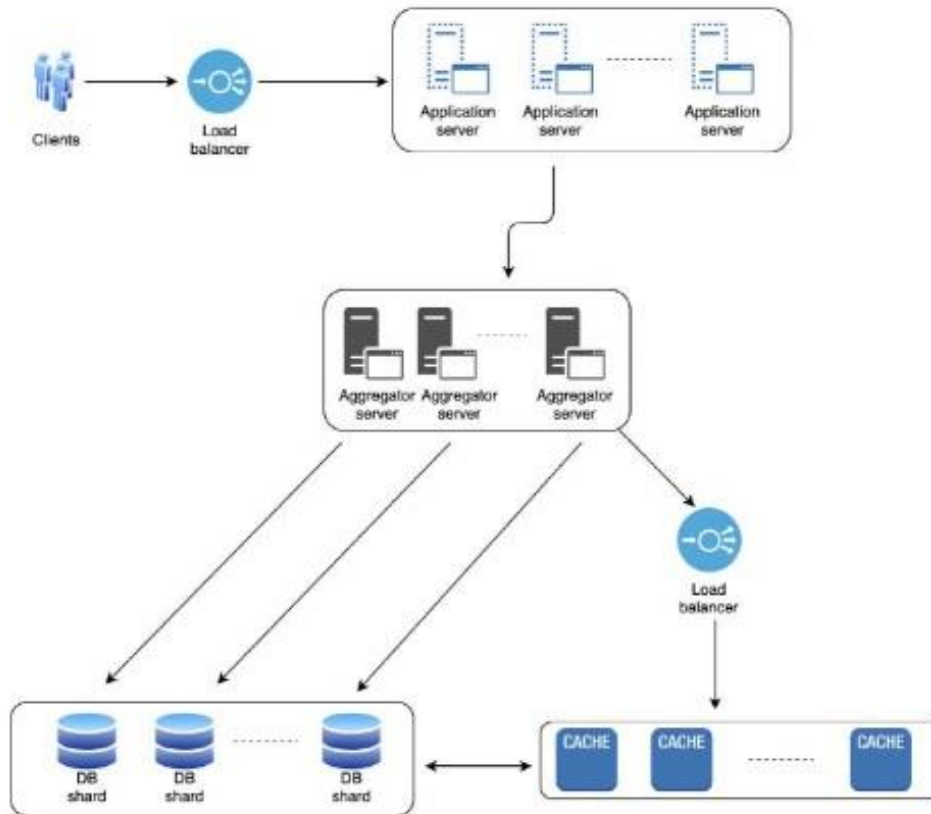 Clients
Load
balancer
Application
server
Application
server
Application
server
Aggregator
server
Aggregator
server
Aggregator
server
Load
balancer
DB
shard
DB
shard
DB
shard
CACHE
CACHE
CACHE